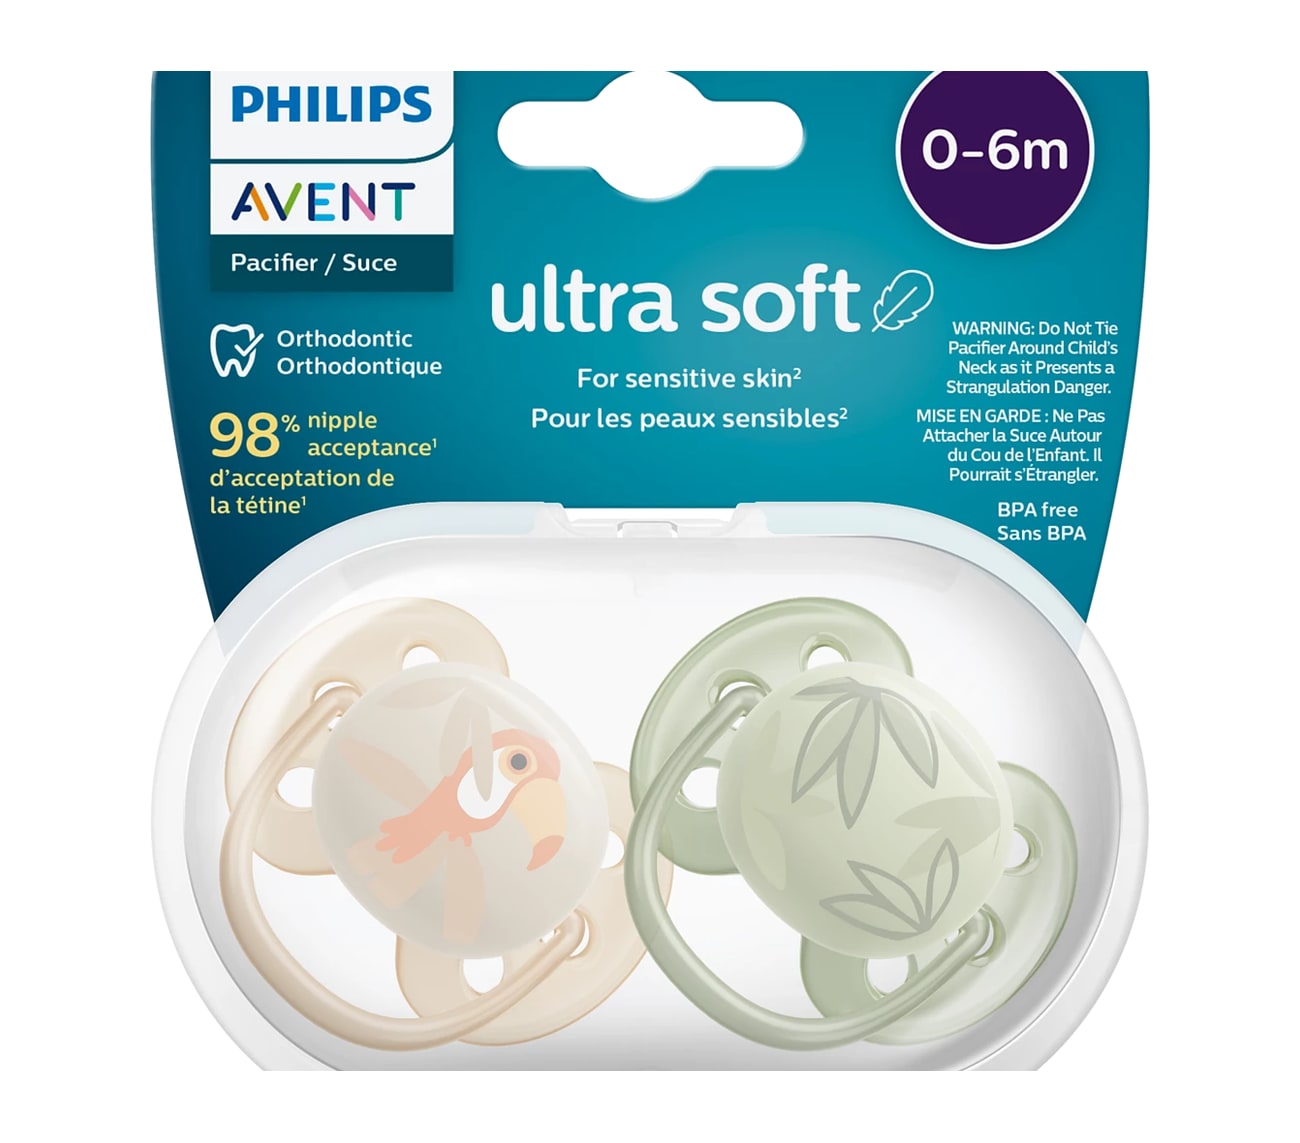 PHILIPS
AVENT
Pacifier / Suce
0-6m
ultra soft
For sensitive skin²
Pour les peaux sensibles²
Orthodontic
Orthodontique
98% nipple
acceptance¹
d'acceptation de
la tétine¹
WARNING: Do Not Tie
Pacifier Around Child's
Neck as it Presents a
Strangulation Danger.
MISE EN GARDE : Ne Pas
Attacher la Suce Autour
du Cou de l'Enfant. Il
Pourrait s'Étrangler.
BPA free
Sans BPA